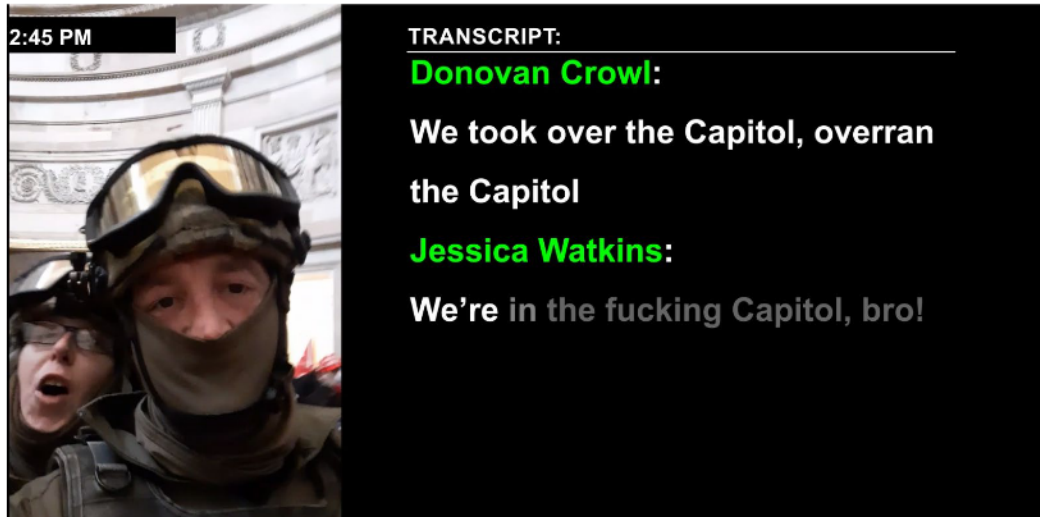 2:45 PM
TRANSCRIPT:
Donovan Crowl:
We took over the Capitol, overran
the Capitol
Jessica Watkins:
We’re in the fucking Capitol, bro!